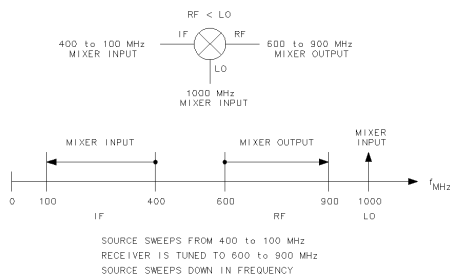 RF < LO
IF
RF
400 to 100 MHz
MIXER INPUT
600 to 900 MHz
MIXER OUTPUT
LO
1000 MHz
MIXER INPUT
MIXER INPUT
MIXER OUTPUT
MIXER
INPUT
fMHz
0 100 400 600 900 1000
IF RF LO
SOURCE SWEEPS FROM 400 to 100 MHz
RECEIVER IS TUNED TO 600 to 900 MHz
SOURCE SWEEPS DOWN IN FREQUENCY